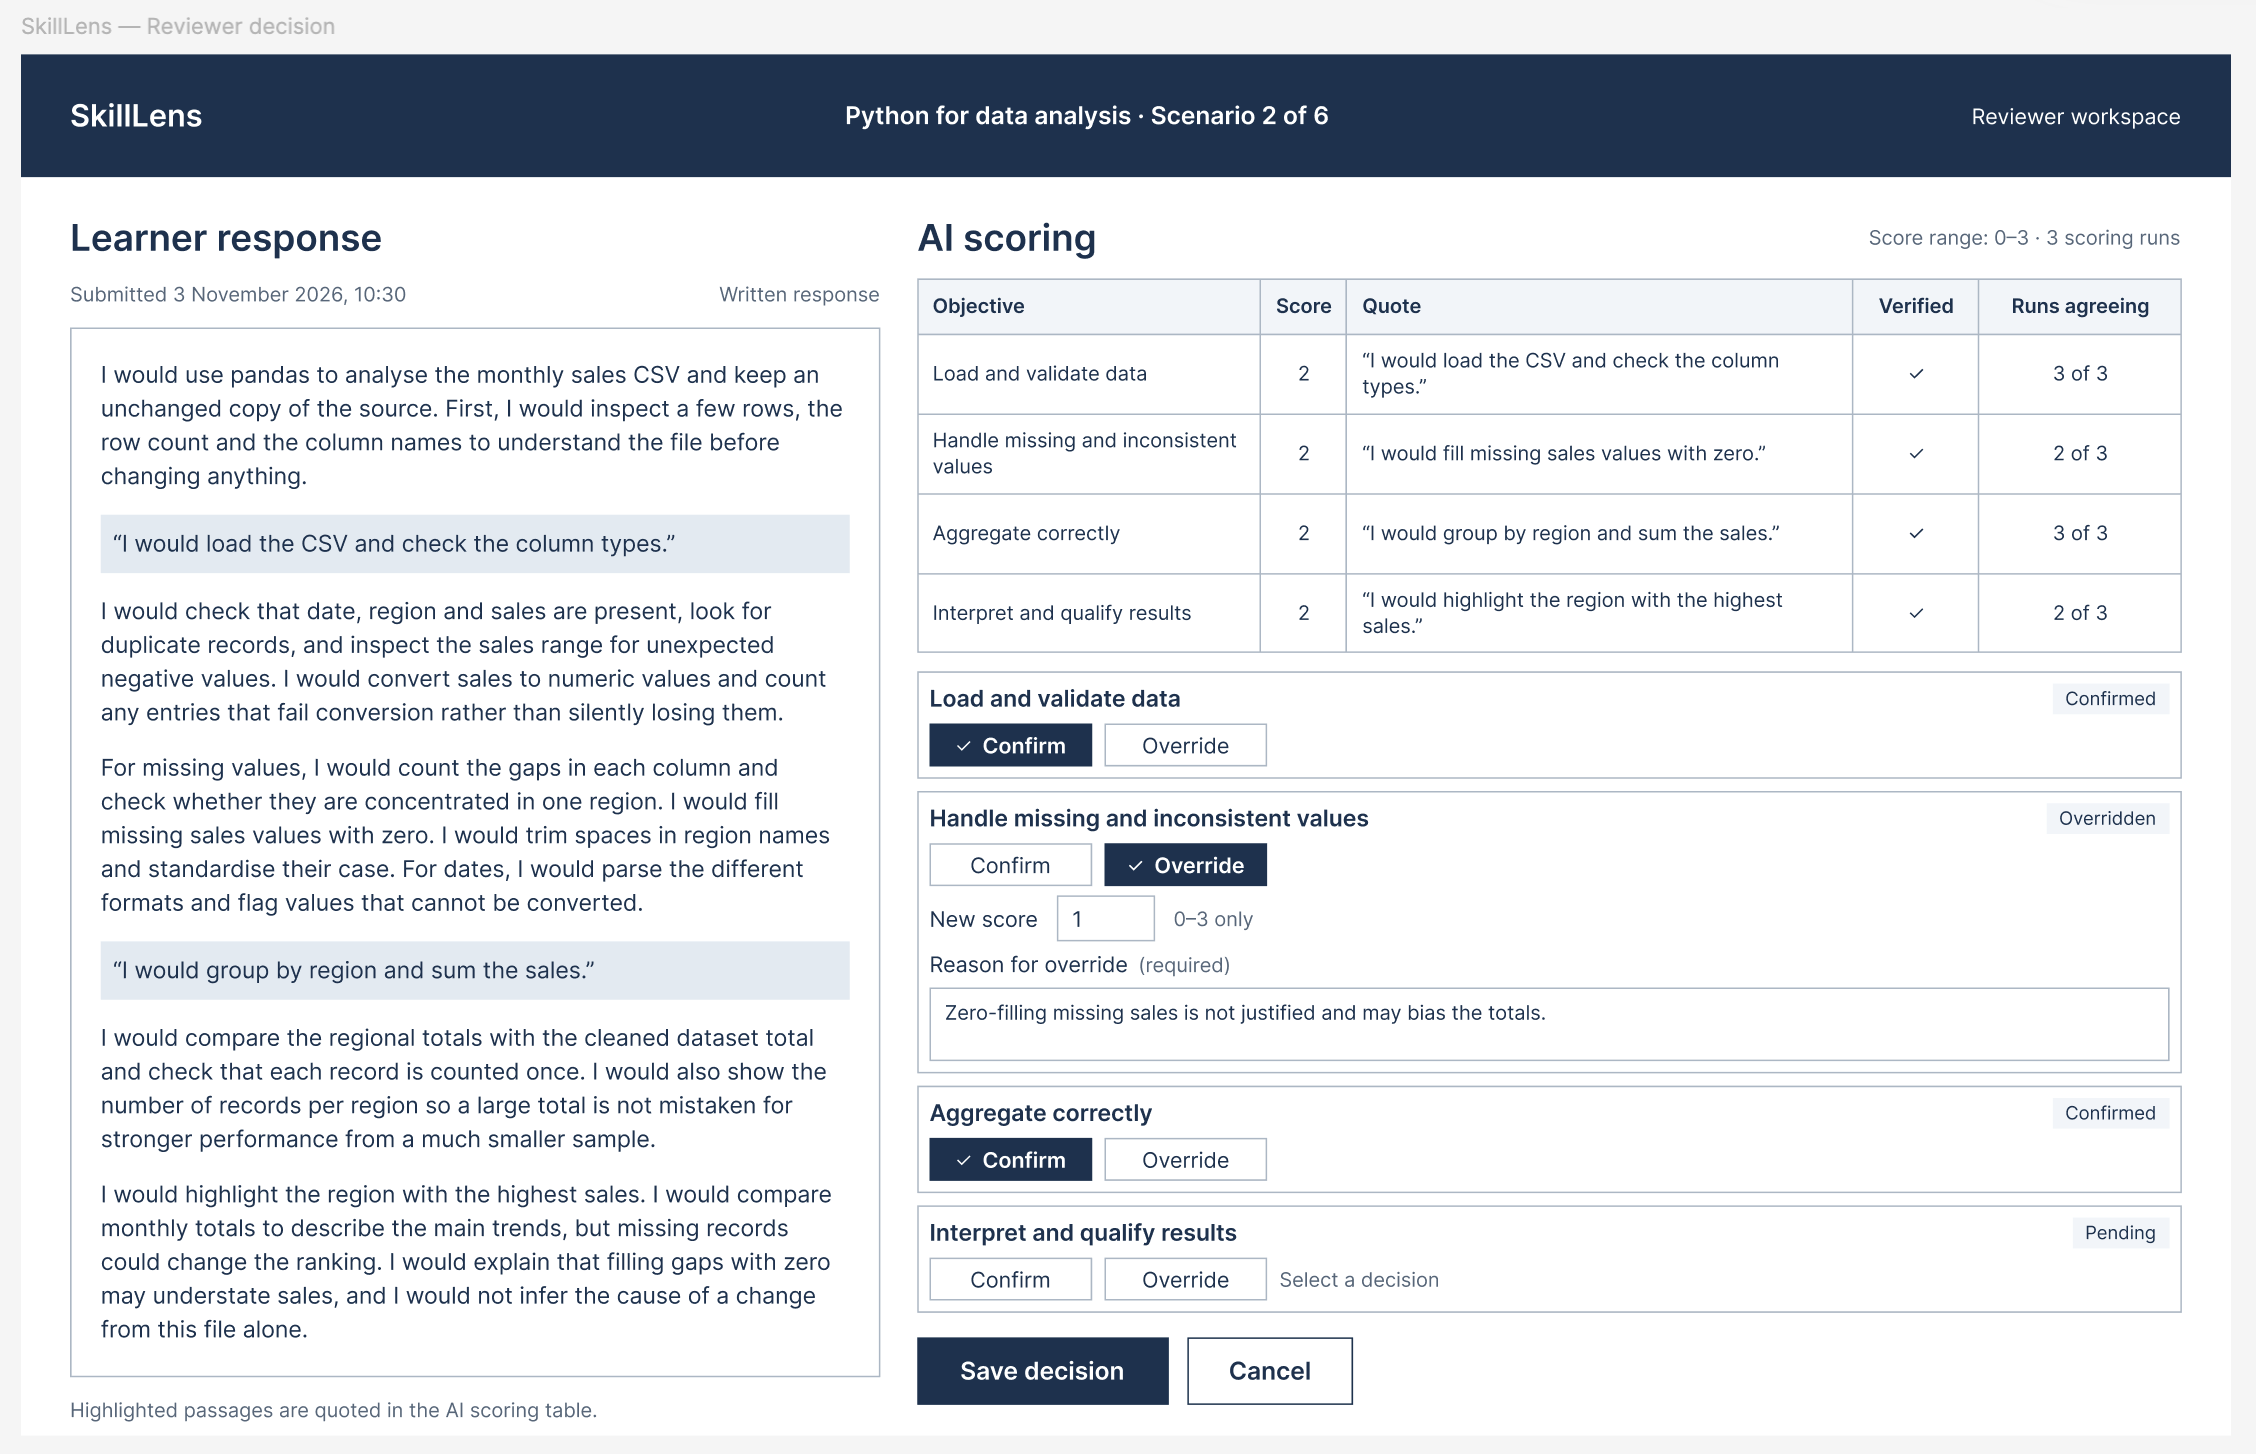 SkillLens — Reviewer decision
SkillLens
Python for data analysis · Scenario 2 of 6
Reviewer workspace
Learner response
Submitted 3 November 2026, 10:30
Written response
I would use pandas to analyse the monthly sales CSV and keep an
unchanged copy of the source. First, I would inspect a few rows, the
row count and the column names to understand the file before
changing anything.
“I would load the CSV and check the column types.”
I would check that date, region and sales are present, look for
duplicate records, and inspect the sales range for unexpected
negative values. I would convert sales to numeric values and count
any entries that fail conversion rather than silently losing them.
For missing values, I would count the gaps in each column and
check whether they are concentrated in one region. I would fill
missing sales values with zero. I would trim spaces in region names
and standardise their case. For dates, I would parse the different
formats and flag values that cannot be converted.
“I would group by region and sum the sales.”
I would compare the regional totals with the cleaned dataset total
and check that each record is counted once. I would also show the
number of records per region so a large total is not mistaken for
stronger performance from a much smaller sample.
I would highlight the region with the highest sales. I would compare
monthly totals to describe the main trends, but missing records
could change the ranking. I would explain that filling gaps with zero
may understate sales, and I would not infer the cause of a change
from this file alone.
Highlighted passages are quoted in the AI scoring table.
AI scoring
Score range: 0–3 · 3 scoring runs
Objective
Score
Quote
Verified
Runs agreeing
Load and validate data
2
“I would load the CSV and check the column
types.”
✓
3 of 3
Handle missing and inconsistent
values
2
“I would fill missing sales values with zero.”
✓
2 of 3
Aggregate correctly
2
“I would group by region and sum the sales.”
✓
3 of 3
Interpret and qualify results
2
“I would highlight the region with the highest
sales.”
✓
2 of 3
Load and validate data
Confirmed
✓ Confirm
Override
Handle missing and inconsistent values
Overridden
Confirm
✓ Override
New score
1
0–3 only
Reason for override (required)
Zero-filling missing sales is not justified and may bias the totals.
Aggregate correctly
Confirmed
✓ Confirm
Override
Interpret and qualify results
Pending
Confirm
Override
Select a decision
Save decision
Cancel